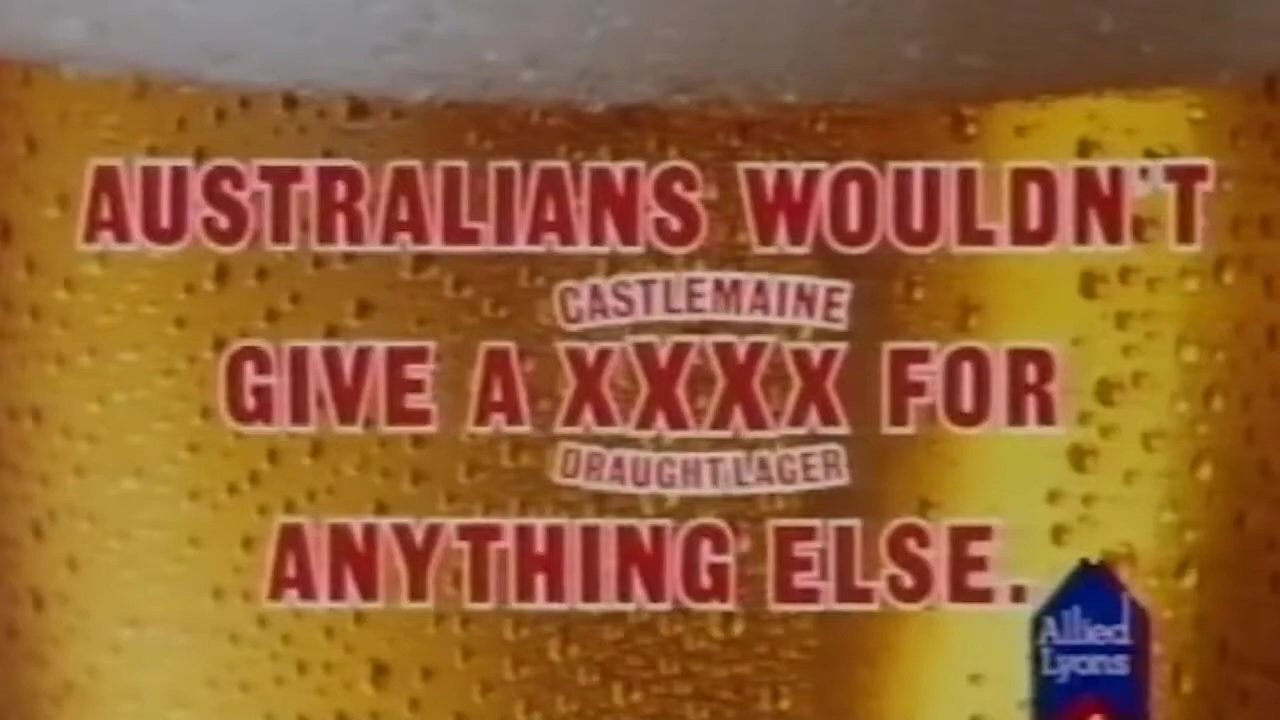 AUSTRALIANS WOULDN'T
CASTLEMAINE
GIVE A XXXX FOR
DRAUGHT LAGER
ANYTHING ELSE.
Allied
Lyons